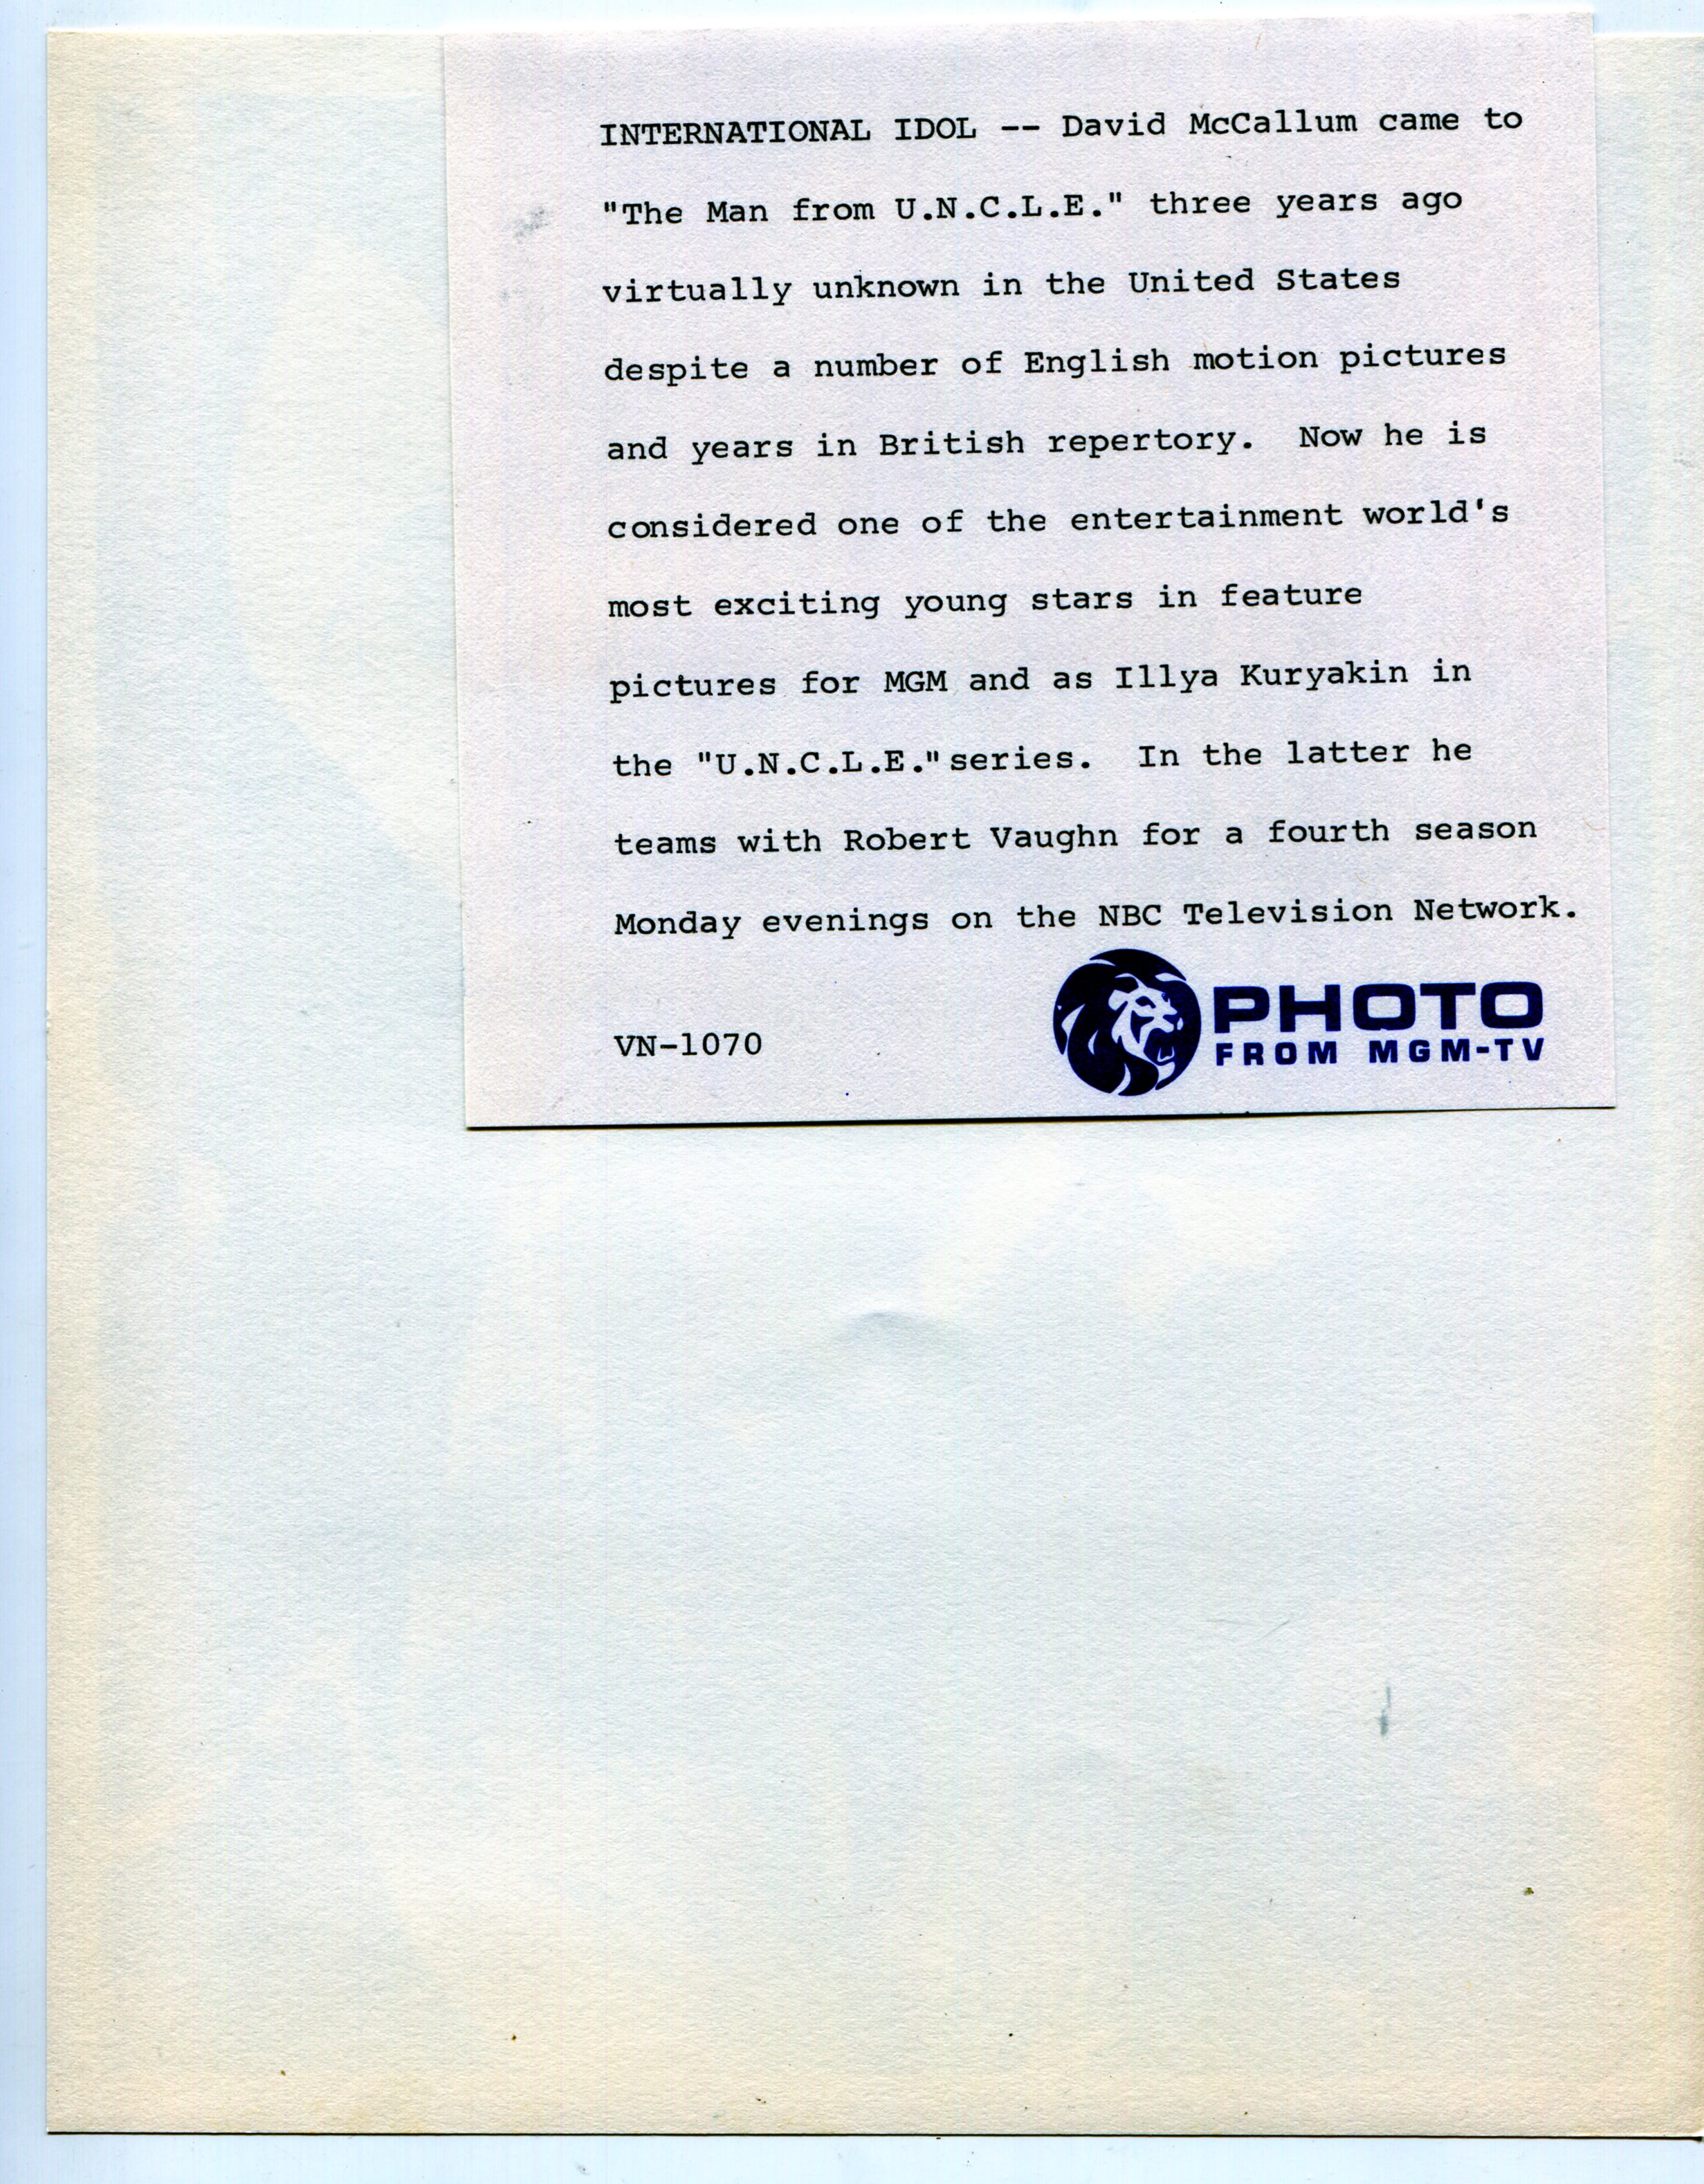 INTERNATIONAL IDOL -- David McCallum came to
"The Man from U.N.C.L.E." three years ago
virtually unknown in the United States
despite a number of English motion pictures
and years in British repertory.  Now he is
considered one of the entertainment world's
most exciting young stars in feature
pictures for MGM and as Illya Kuryakin in
the "U.N.C.L.E."series.  In the latter he
teams with Robert Vaughn for a fourth season
Monday evenings on the NBC Television Network.
VN-1070
PHOTO
FROM MGM-TV